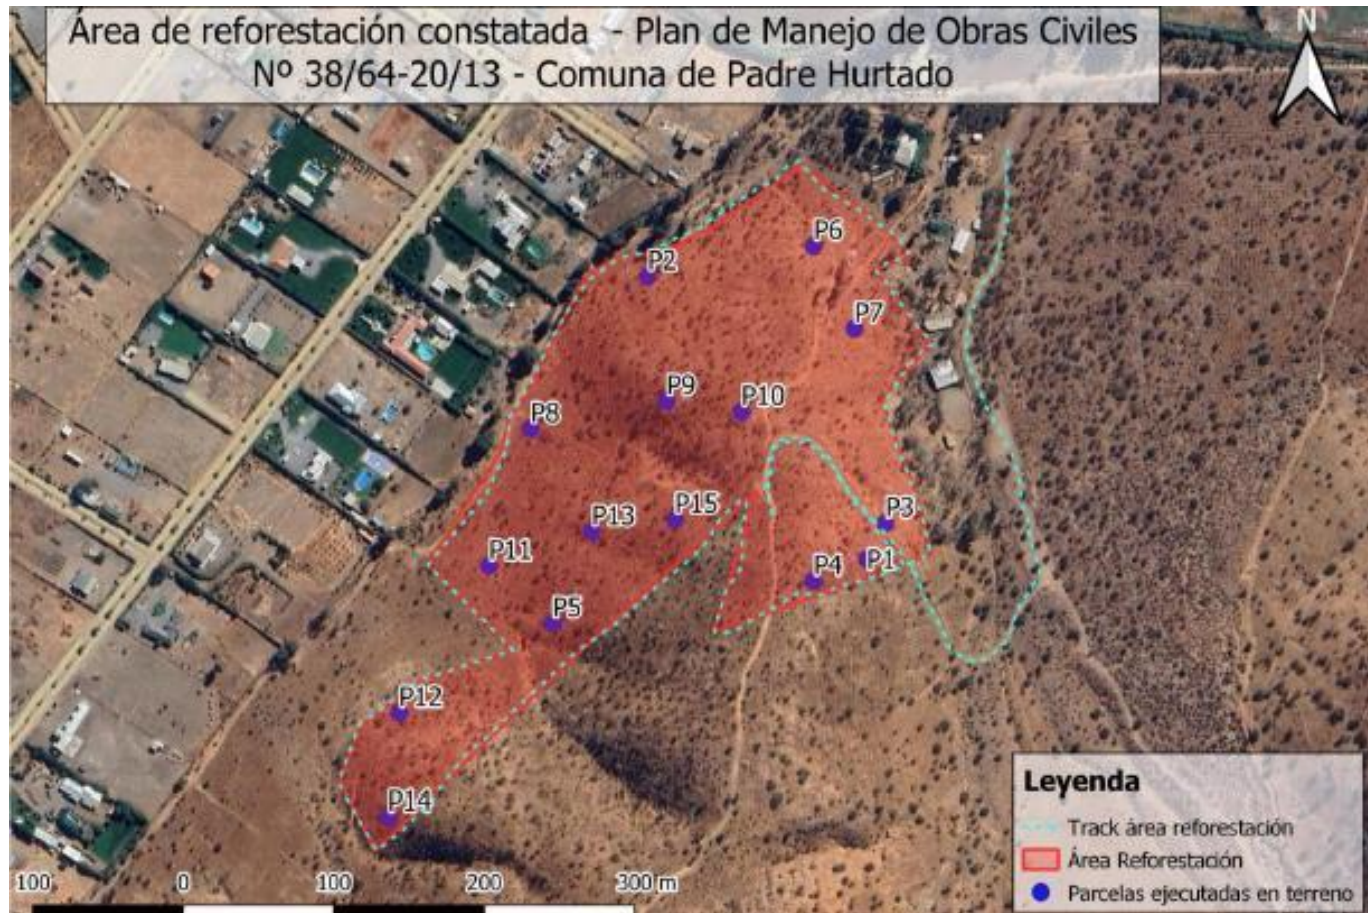 Área de reforestación constatada - Plan de Manejo de Obras Civiles
Nº 38/64-20/13 - Comuna de Padre Hurtado
N
P6
P2
P7
P9
P10
P8
P15
P3
P13
P11
P1
P4
P5
P12
P14
Leyenda
Track área reforestación
Área Reforestación
Parcelas ejecutadas en terreno
100 0 100 200 300 m